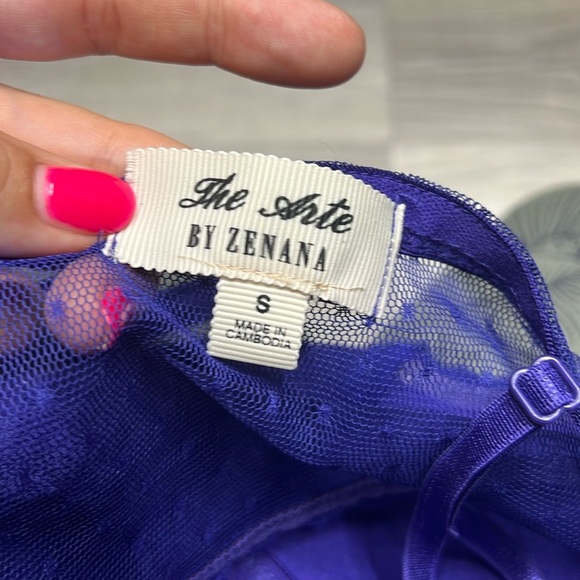 The Arte
BY ZENANA
S
MADE IN
CAMBODIA